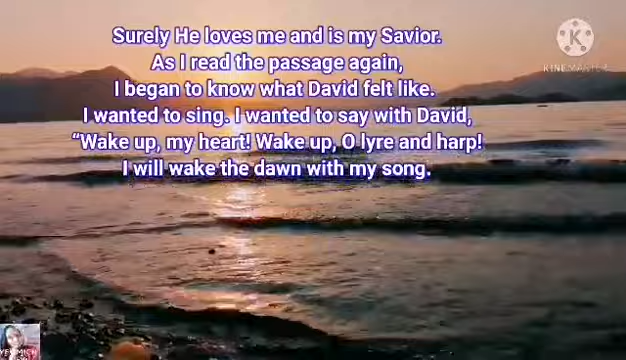 Surely He loves me and is my Savior.
As I read the passage again,
I began to know what David felt like.
I wanted to sing. I wanted to say with David,
“Wake up, my heart! Wake up, O lyre and harp!
I will wake the dawn with my song.
KINEMASTER